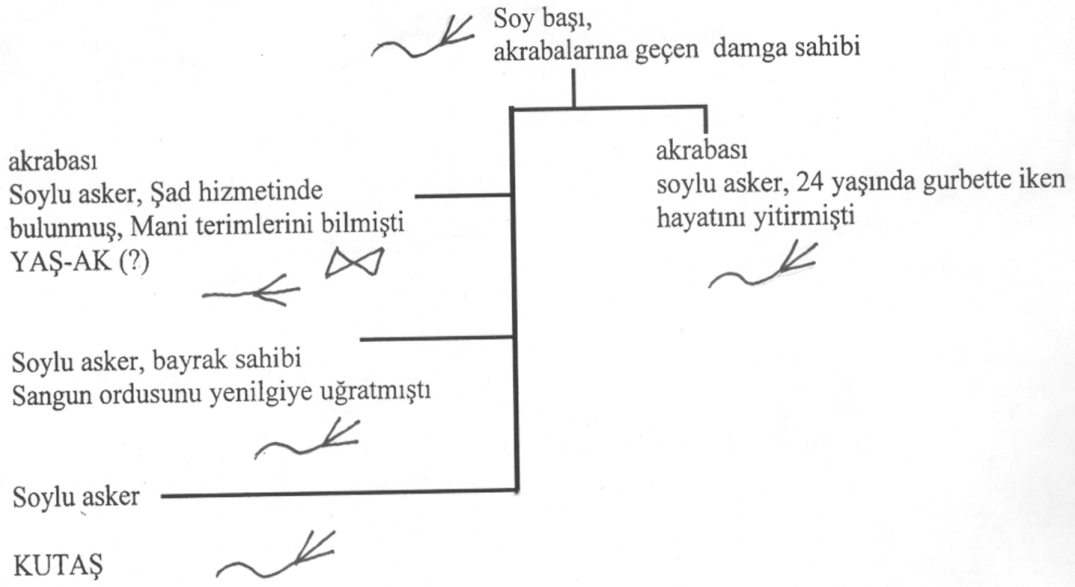 Soy başı,
akrabalarına geçen damga sahibi
akrabası
Soylu asker, Şad hizmetinde
bulunmuş, Mani terimlerini bilmişti
YAŞ-AK (?)
akrabası
soylu asker, 24 yaşında gurbette iken
hayatını yitirmişti
Soylu asker, bayrak sahibi
Sangun ordusunu yenilgiye uğratmıştı
Soylu asker
KUTAŞ